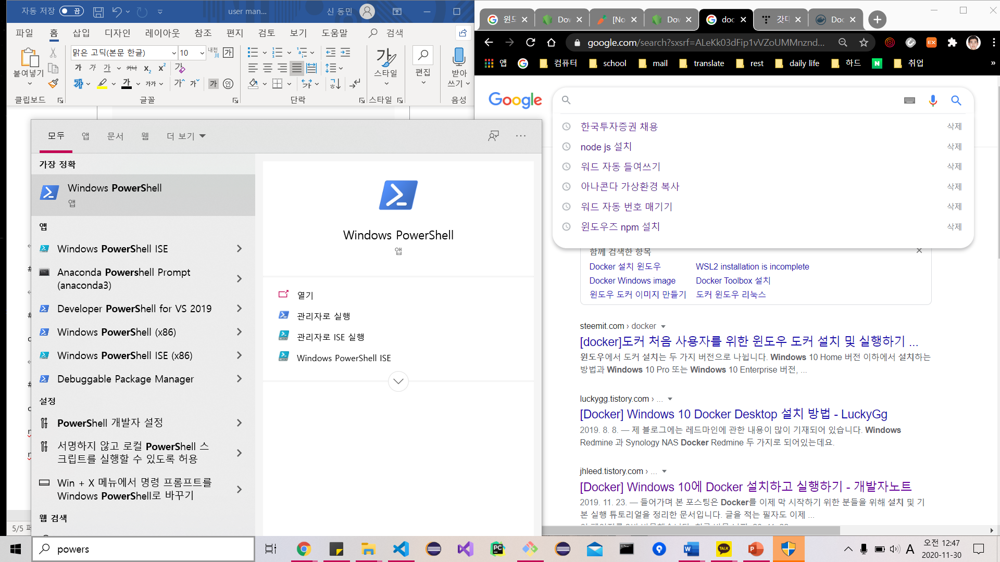 자동 저장 끔
user man...
신 동민
파일 홈 삽입 디자인 레이아웃 참조 편지 검토 보기 도움말 검색
맑은 고딕(본문 한글) 10
붙여넣기
스타일
편집
받아
쓰기
클립보드
글꼴
단락
스타일
음성
모두 앱 문서 웹 더 보기
가장 정확
Windows PowerShell
앱
앱
Windows PowerShell ISE
Anaconda Powershell Prompt
(anaconda3)
Developer PowerShell for VS 2019
Windows PowerShell (x86)
Windows PowerShell ISE (x86)
Debuggable Package Manager
설정
PowerShell 개발자 설정
서명하지 않고 로컬 PowerShell 스
크립트를 실행할 수 있도록 허용
Win + X 메뉴에서 명령 프롬프트를
Windows PowerShell로 바꾸기
웹 검색
Windows PowerShell
앱
열기
관리자로 실행
관리자로 ISE 실행
Windows PowerShell ISE
5/5
powers
Dov
[No
Dov
doc
갓디
Doc
google.com/search?sxsrf=ALeKk03dFip1vVZoUMMnznd...
앱 컴퓨터 school mail translate rest daily life 하드 취업 »
Google
한국투자증권 채용 삭제
node js 설치 삭제
워드 자동 들여쓰기 삭제
아나콘다 가상환경 복사 삭제
워드 자동 번호 매기기 삭제
윈도우즈 npm 설치 삭제
함께 검색한 항목
Docker 설치 윈도우 WSL2 installation is incomplete
Docker Windows image Docker Toolbox 설치
윈도우 도커 이미지 만들기 도커 윈도우 리눅스
steemit.com › docker
[docker]도커 처음 사용자를 위한 윈도우 도커 설치 및 실행하기 ...
윈도우에서 도커 설치는 두 가지 버전으로 나뉩니다. Windows 10 Home 버전 이하에서 설치하는
방법과 Windows 10 Pro 또는 Windows 10 Enterprise 버전, ...
luckygg.tistory.com › ...
[Docker] Windows 10 Docker Desktop 설치 방법 - LuckyGg
2019. 8. 8. — 제 블로그에는 레드마인에 관한 내용이 많이 기재되어 있습니다. Windows
Redmine 과 Synology NAS Docker Redmine 두 가지로 되어있는데요.
jhleed.tistory.com › ...
[Docker] Windows 10에 Docker 설치하고 실행하기 - 개발자노트
2019. 11. 23. — 들어가며 본 포스팅은 Docker를 이제 막 시작하기 위한 분들을 위해 설치 및 기
본 실행 튜토리얼을 정리한 문서입니다. 글을 적는 필자도 이제 ...
A
오전 12:47
2020-11-30